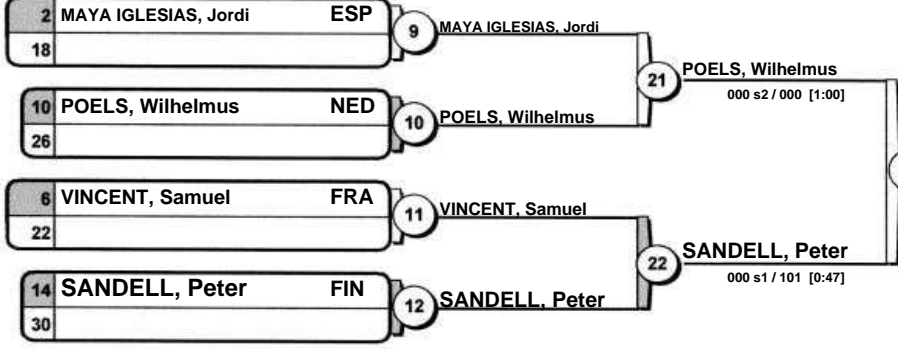 2 MAYA IGLESIAS, Jordi ESP
18
9 MAYA IGLESIAS, Jordi
10 POELS, Wilhelmus NED
26
10 POELS, Wilhelmus
21 POELS, Wilhelmus
000 s2 / 000 [1:00]
6 VINCENT, Samuel FRA
22
11 VINCENT, Samuel
14 SANDELL, Peter FIN
30
12 SANDELL, Peter
22 SANDELL, Peter
000 s1 / 101 [0:47]